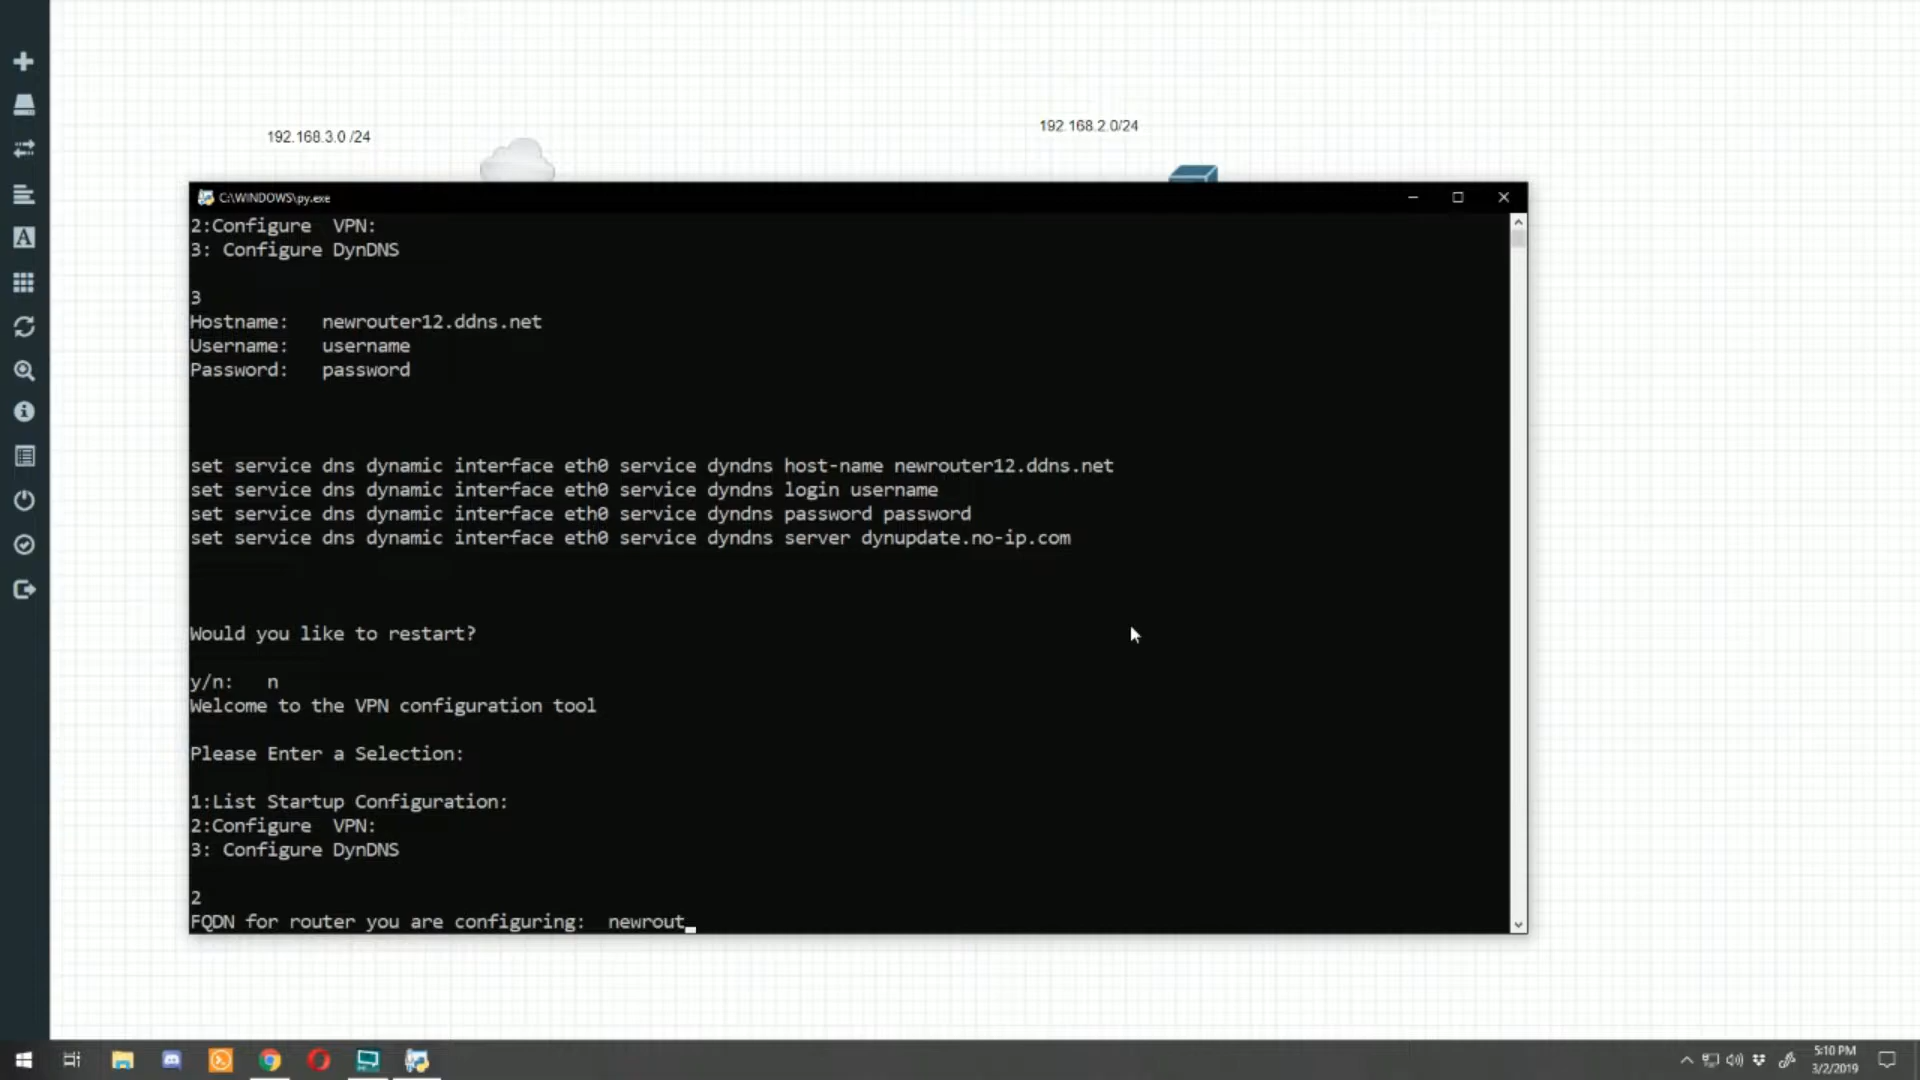 192.168.3.0 /24
192.168.2.0/24
C:\WINDOWS\py.exe
2:Configure  VPN:
3: Configure DynDNS
3
Hostname:   newrouter12.ddns.net
Username:   username
Password:   password
set service dns dynamic interface eth0 service dyndns host-name newrouter12.ddns.net
set service dns dynamic interface eth0 service dyndns login username
set service dns dynamic interface eth0 service dyndns password password
set service dns dynamic interface eth0 service dyndns server dynupdate.no-ip.com
Would you like to restart?
y/n:   n
Welcome to the VPN configuration tool
Please Enter a Selection:
1:List Startup Configuration:
2:Configure  VPN:
3: Configure DynDNS
2
FQDN for router you are configuring:  newrout_
5:10 PM
3/2/2019